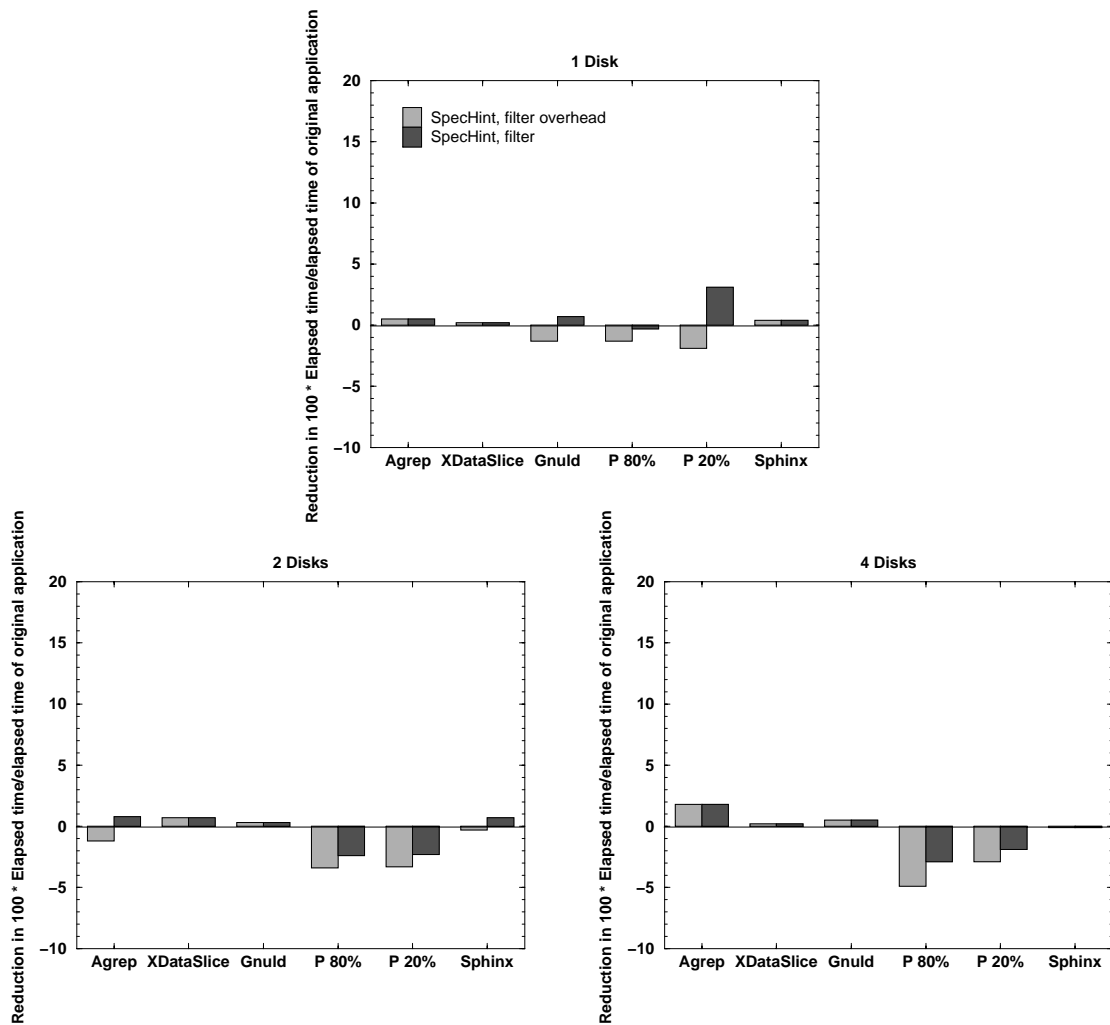 1 Disk
Reduction in 100 * Elapsed time/elapsed time of original application
20
15
10
5
0
−5
−10
SpecHint, filter overhead
SpecHint, filter
Agrep XDataSlice Gnuld P 80% P 20% Sphinx
2 Disks
Reduction in 100 * Elapsed time/elapsed time of original application
20
15
10
5
0
−5
−10
Agrep XDataSlice Gnuld P 80% P 20% Sphinx
4 Disks
Reduction in 100 * Elapsed time/elapsed time of original application
20
15
10
5
0
−5
−10
Agrep XDataSlice Gnuld P 80% P 20% Sphinx